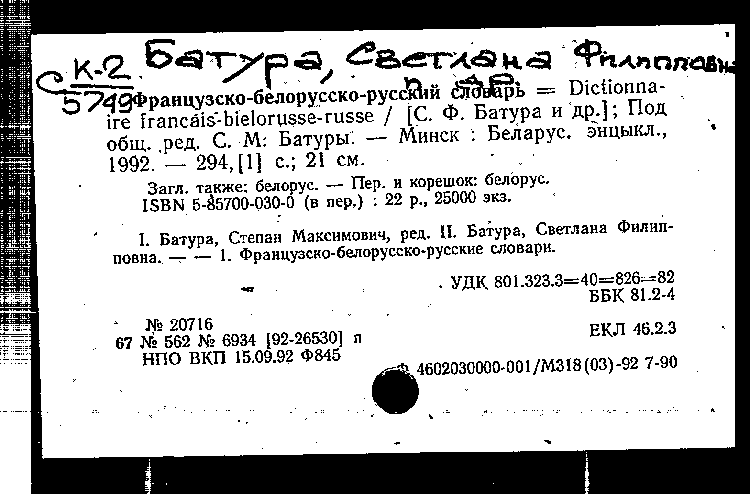 Батура, Светлана Филипповна
и др.
К-2
5749
Французско-белорусско-русский словарь = Dictionna-
ire francais-bielorusse-russe / [С. Ф. Батура и др.]; Под
общ. ред. С. М. Батуры. — Минск : Беларус. энцыкл.,
1992. — 294, [1] с.; 21 см.
Загл. также: белорус. — Пер. и корешок: белорус.
ISBN 5-85700-030-0 (в пер.) : 22 р., 25000 экз.
I. Батура, Степан Максимович, ред. II. Батура, Светлана Филип-
повна. — — 1. Французско-белорусско-русские словари.
УДК 801.323.3=40=826=82
ББК 81.2-4
№ 20716
67 № 562 № 6934 [92-26530] п
НПО ВКП 15.09.92 Ф845
ЕКЛ 46.2.3
4602030000-001/М318(03)-92 7-90